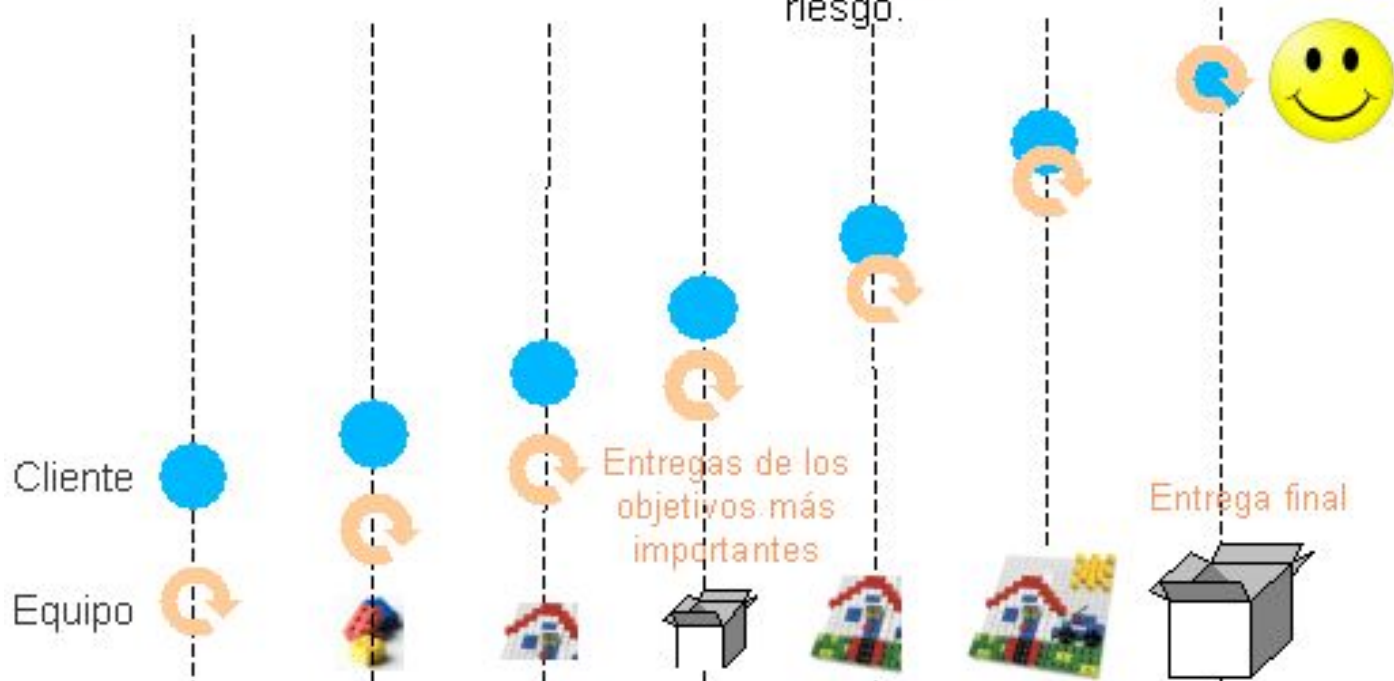 riesgo.
Cliente
Entregas de los
objetivos más
importantes
Entrega final
Equipo